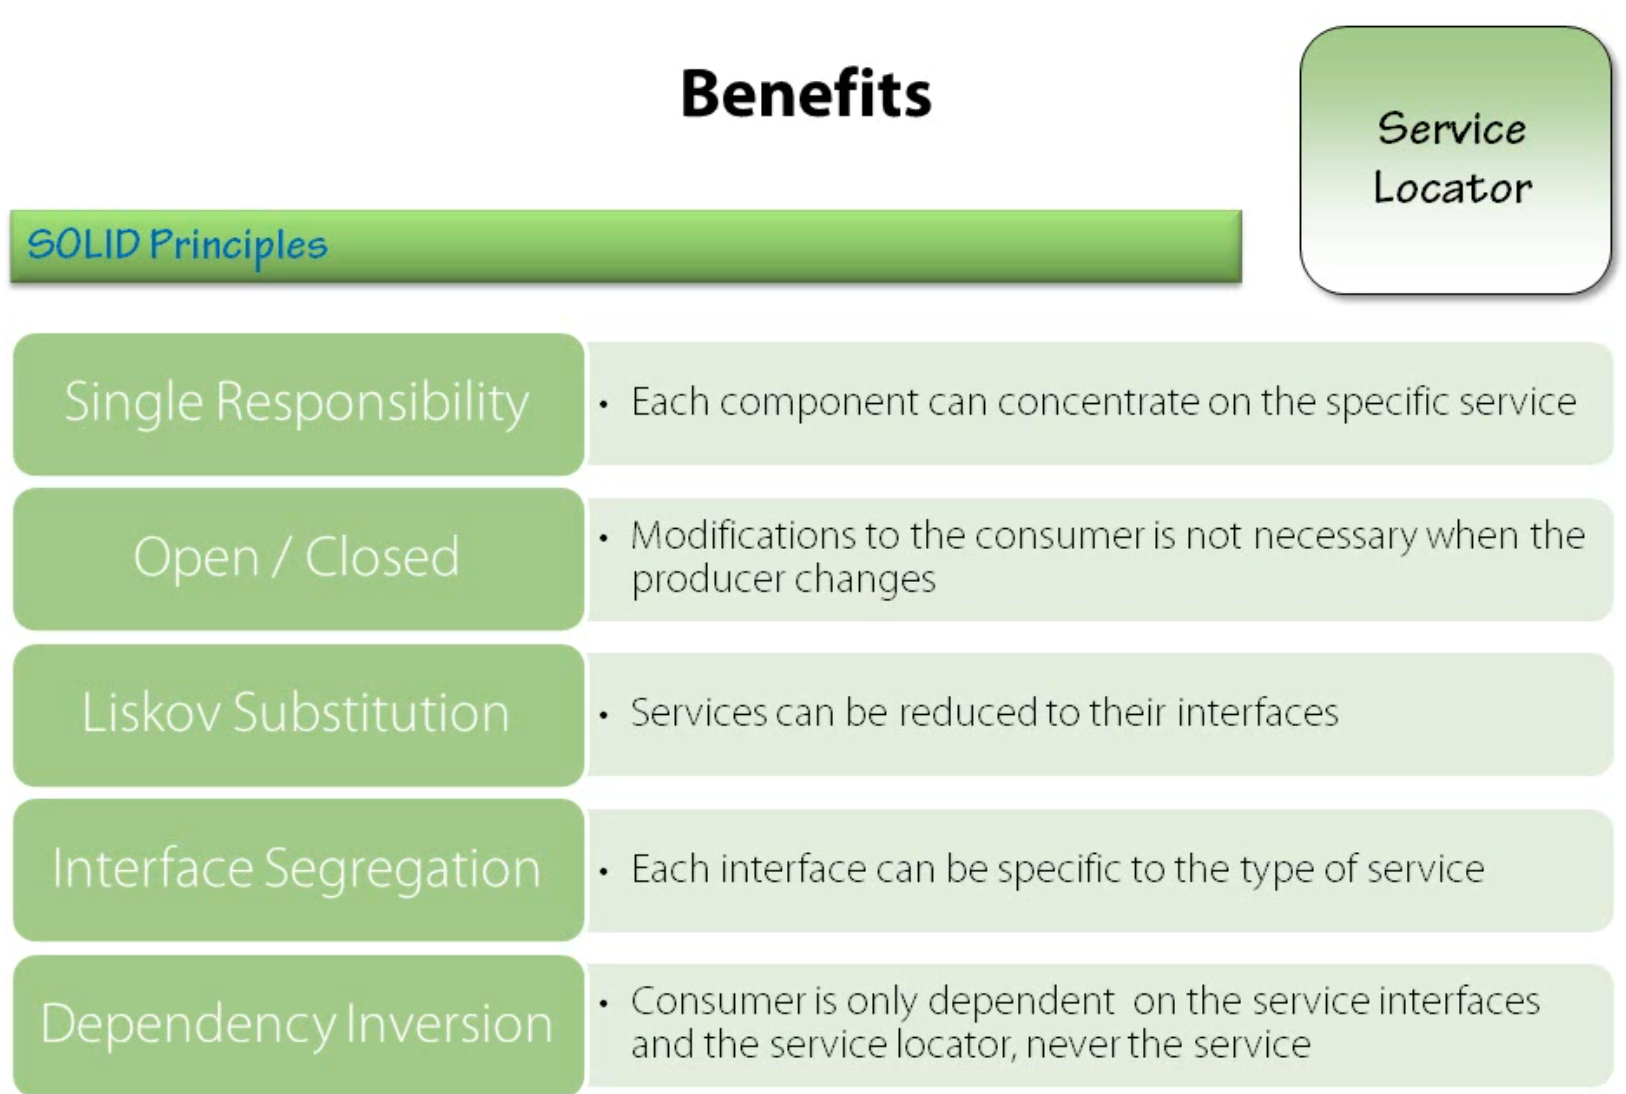 Benefits
Service
Locator
SOLID Principles
Single Responsibility
• Each component can concentrate on the specific service
Open / Closed
• Modifications to the consumer is not necessary when the
producer changes
Liskov Substitution
• Services can be reduced to their interfaces
Interface Segregation
• Each interface can be specific to the type of service
Dependency Inversion
• Consumer is only dependent on the service interfaces
and the service locator, never the service